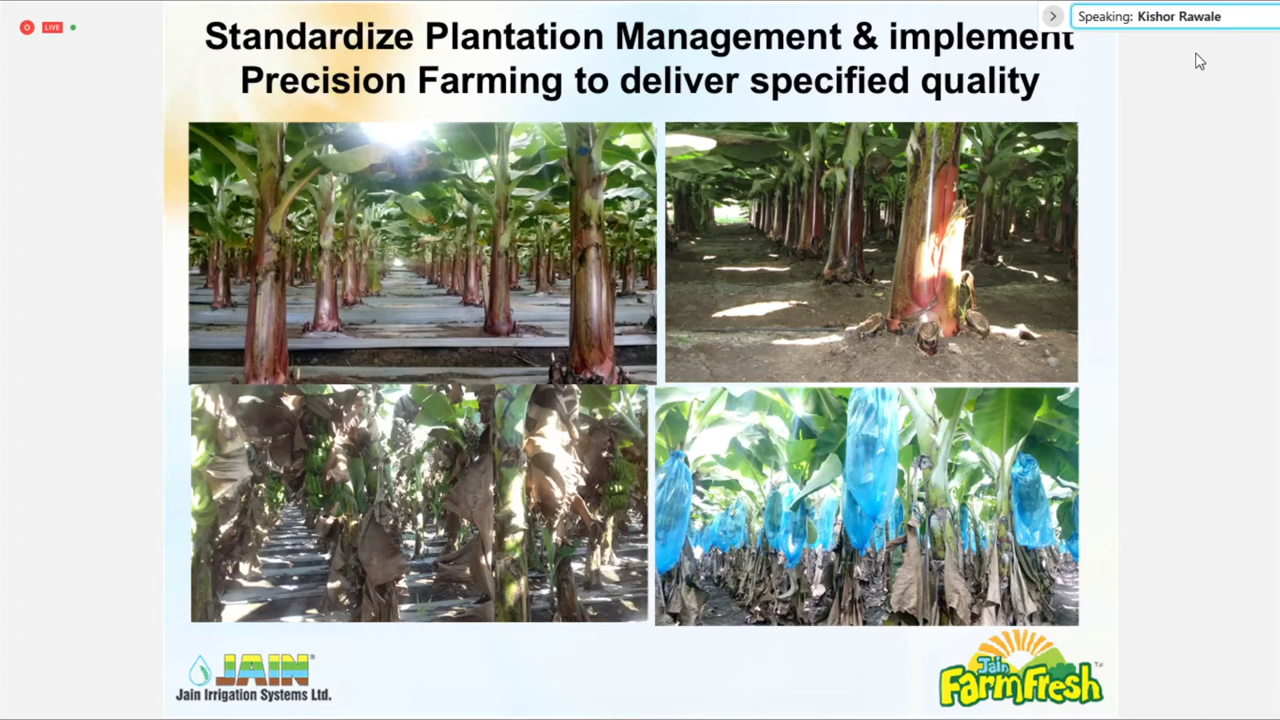 LIVE
Speaking: Kishor Rawale
Standardize Plantation Management & implement
Precision Farming to deliver specified quality
JAIN®
Jain Irrigation Systems Ltd.
Jain
FarmFresh™